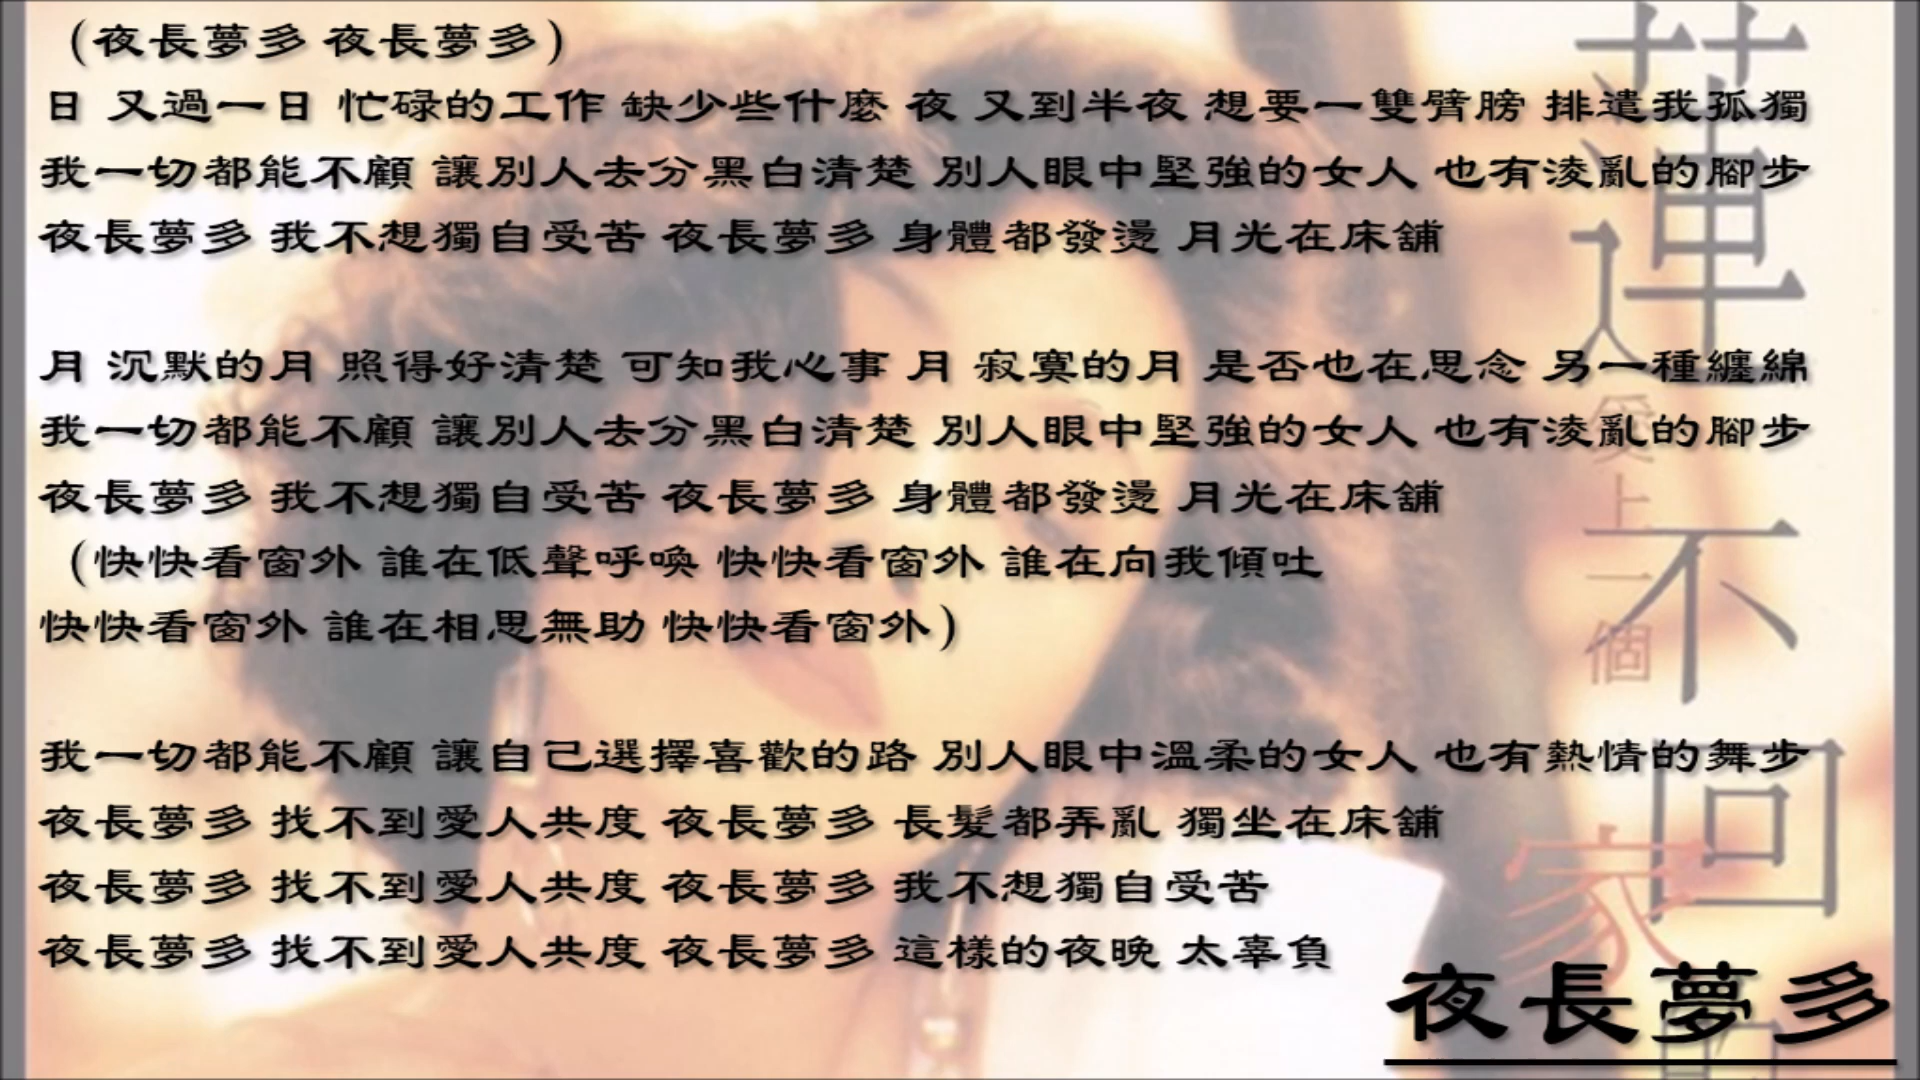 （夜長夢多 夜長夢多）
日 又過一日 忙碌的工作 缺少些什麼 夜 又到半夜 想要一雙臂膀 排遣我孤獨
我一切都能不顧 讓別人去分黑白清楚 別人眼中堅強的女人 也有淩亂的腳步
夜長夢多 我不想獨自受苦 夜長夢多 身體都發燙 月光在床舖
月 沉默的月 照得好清楚 可知我心事 月 寂寞的月 是否也在思念 另一種纏綿
我一切都能不顧 讓別人去分黑白清楚 別人眼中堅強的女人 也有淩亂的腳步
夜長夢多 我不想獨自受苦 夜長夢多 身體都發燙 月光在床舖
（快快看窗外 誰在低聲呼喚 快快看窗外 誰在向我傾吐
快快看窗外 誰在相思無助 快快看窗外）
我一切都能不顧 讓自己選擇喜歡的路 別人眼中溫柔的女人 也有熱情的舞步
夜長夢多 找不到愛人共度 夜長夢多 長髮都弄亂 獨坐在床舖
夜長夢多 找不到愛人共度 夜長夢多 我不想獨自受苦
夜長夢多 找不到愛人共度 夜長夢多 這樣的夜晚 太辜負
夜長夢多
蓮 不回
愛上一個
家